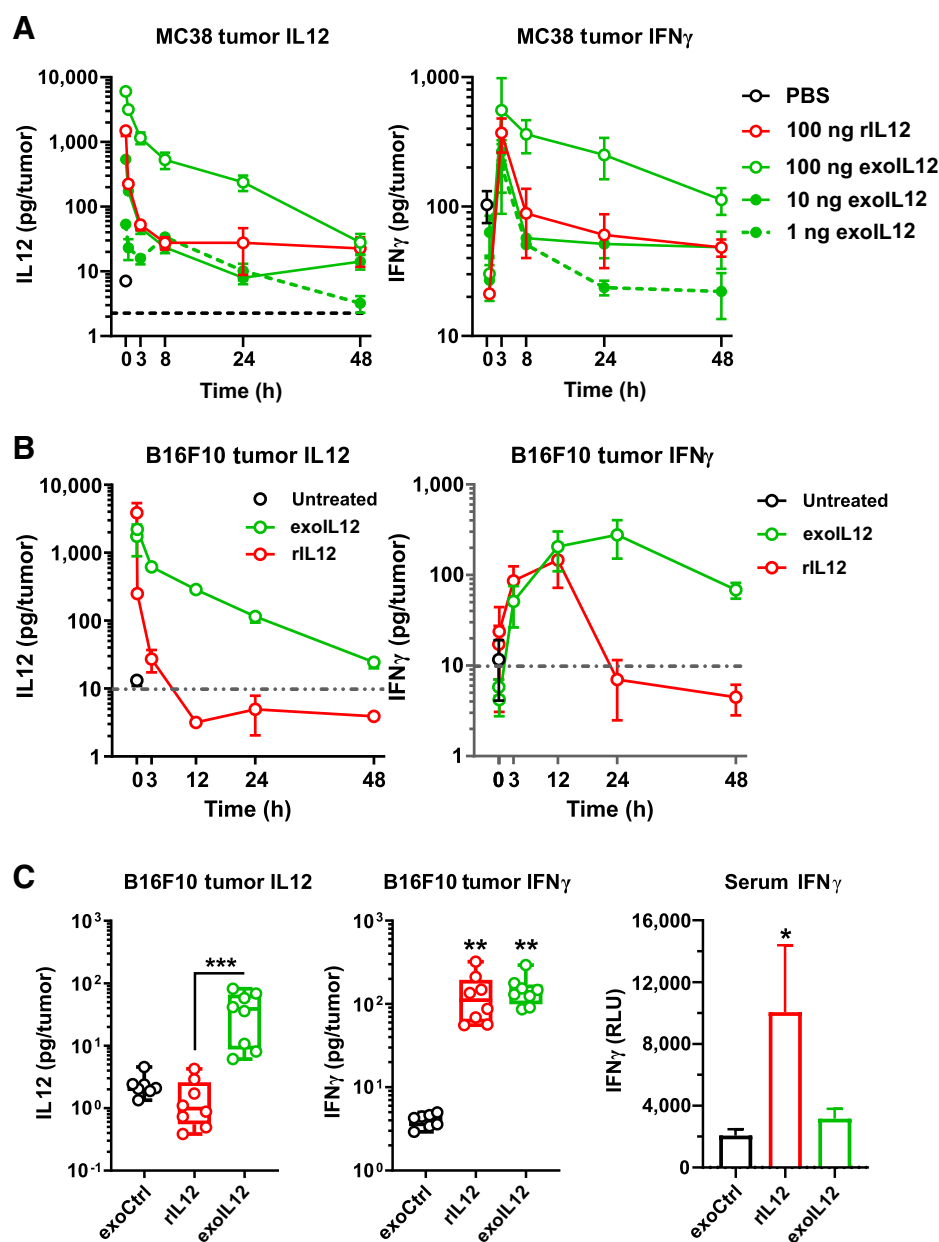 A
MC38 tumor IL12
MC38 tumor IFNγ
IL12 (pg/tumor)
10,000
1,000
100
10
1
0 3 8 24 48
Time (h)
IFNγ (pg/tumor)
1,000
100
10
0 3 8 24 48
Time (h)
PBS
100 ng rIL12
100 ng exoIL12
10 ng exoIL12
1 ng exoIL12
B
B16F10 tumor IL12
B16F10 tumor IFNγ
IL12 (pg/tumor)
10,000
1,000
100
10
1
0 3 12 24 48
Time (h)
Untreated
exoIL12
rIL12
IFNγ (pg/tumor)
1,000
100
10
1
0 3 12 24 48
Time (h)
Untreated
exoIL12
rIL12
C
B16F10 tumor IL12
B16F10 tumor IFNγ
Serum IFNγ
IL12 (pg/tumor)
10³
10²
10¹
10⁰
10⁻¹
***
exoCtrl
rIL12
exoIL12
IFNγ (pg/tumor)
10³
10²
10¹
10⁰
** **
exoCtrl
rIL12
exoIL12
IFNγ (RLU)
16,000
12,000
8,000
4,000
0
*
exoCtrl
rIL12
exoIL12